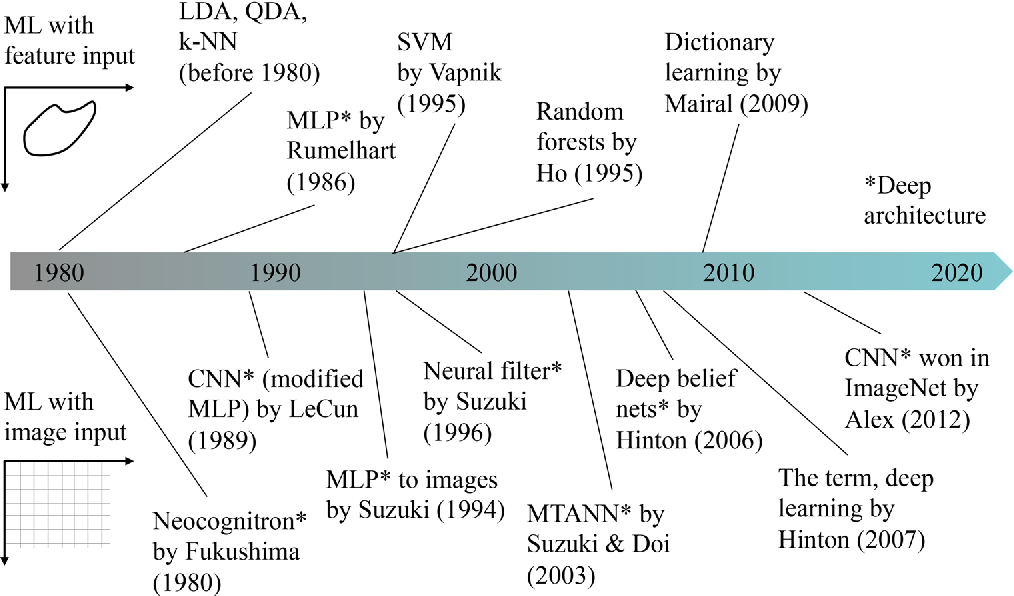 ML with
feature input
LDA, QDA,
k-NN
(before 1980)
MLP* by
Rumelhart
(1986)
SVM
by Vapnik
(1995)
Random
forests by
Ho (1995)
Dictionary
learning by
Mairal (2009)
*Deep
architecture
1980
1990
2000
2010
2020
ML with
image input
Neocognitron*
by Fukushima
(1980)
CNN* (modified
MLP) by LeCun
(1989)
MLP* to images
by Suzuki (1994)
Neural filter*
by Suzuki
(1996)
MTANN* by
Suzuki & Doi
(2003)
Deep belief
nets* by
Hinton (2006)
The term, deep
learning by
Hinton (2007)
CNN* won in
ImageNet by
Alex (2012)